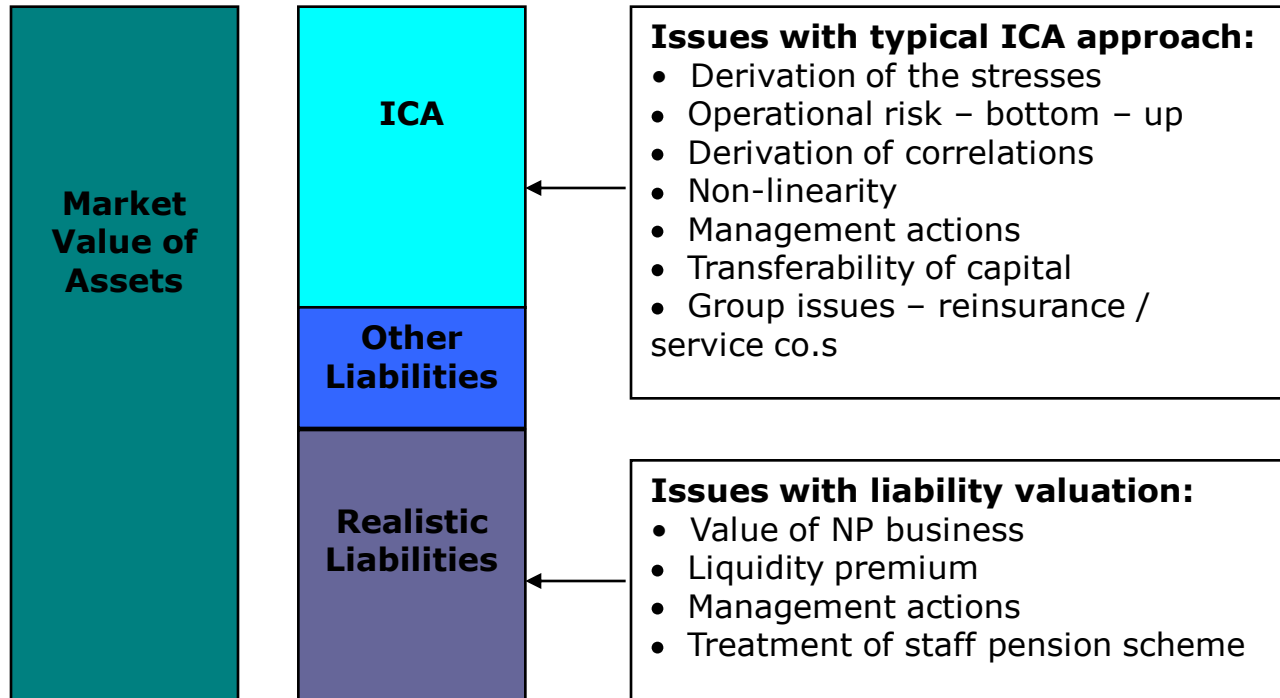 Market
Value of
Assets
ICA
Other
Liabilities
Realistic
Liabilities
Issues with typical ICA approach:
• Derivation of the stresses
• Operational risk – bottom – up
• Derivation of correlations
• Non-linearity
• Management actions
• Transferability of capital
• Group issues – reinsurance /
service co.s
Issues with liability valuation:
• Value of NP business
• Liquidity premium
• Management actions
• Treatment of staff pension scheme